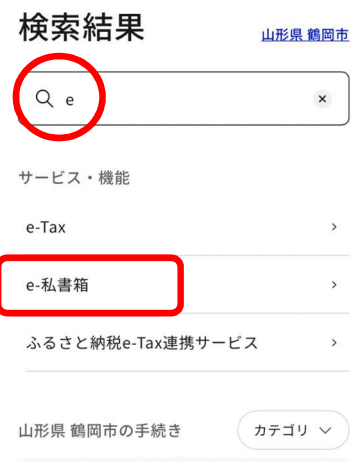 検索結果
山形県 鶴岡市
e
サービス・機能
e-Tax
e-私書箱
ふるさと納税e-Tax連携サービス
山形県 鶴岡市の手続き
カテゴリ